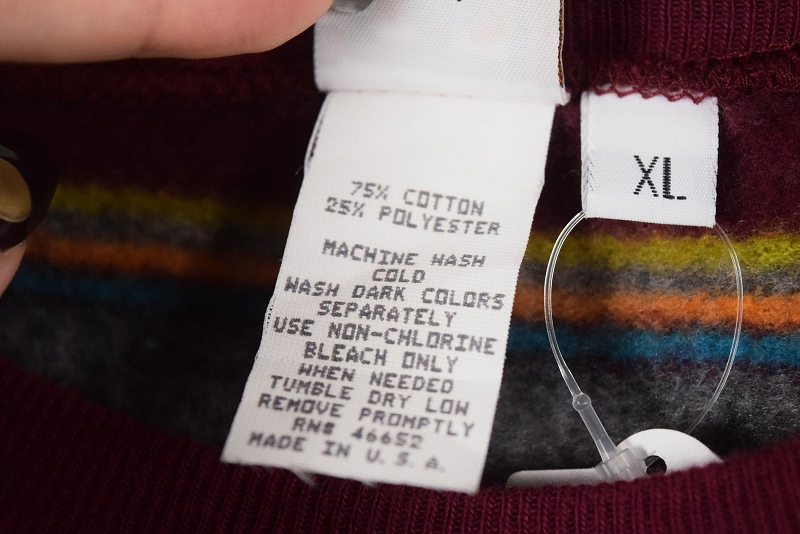 75% COTTON
25% POLYESTER
MACHINE WASH
COLD
WASH DARK COLORS
SEPARATELY
USE NON-CHLORINE
BLEACH ONLY
WHEN NEEDED
TUMBLE DRY LOW
REMOVE PROMPTLY
RN# 46652
MADE IN U.S.A.
XL